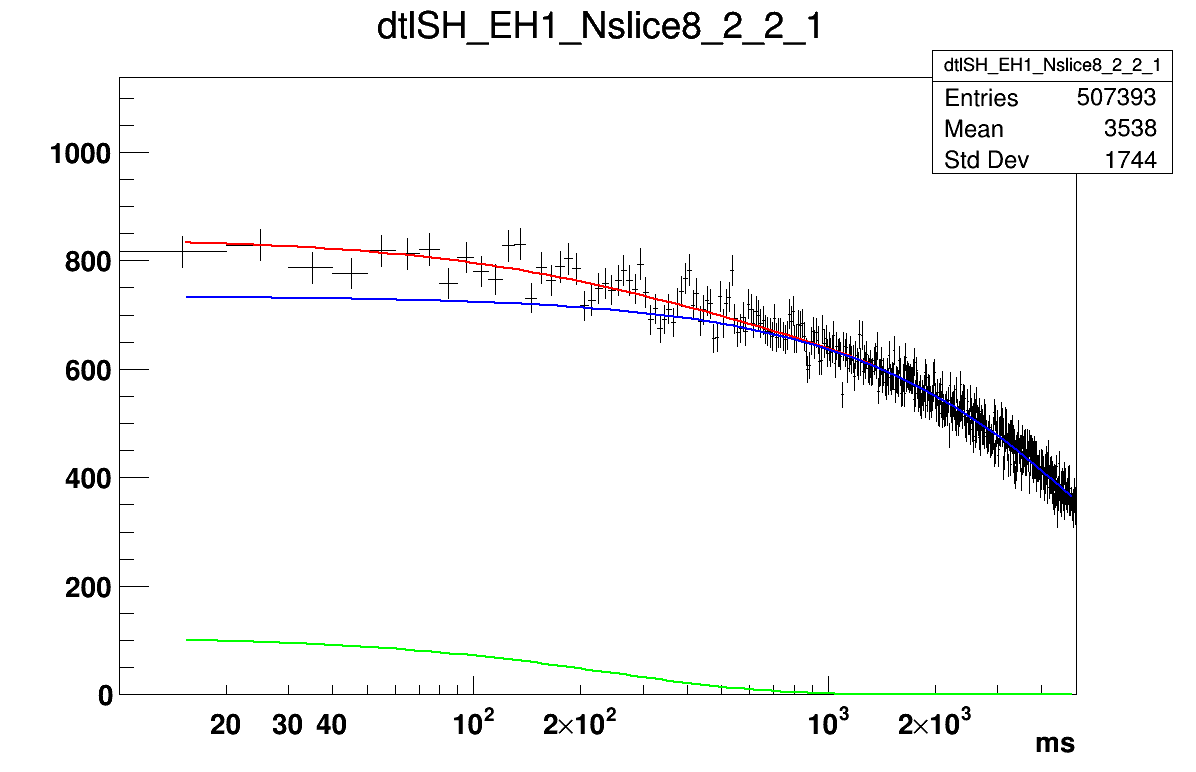 dtlSH_EH1_Nslice8_2_2_1
dtlSH_EH1_Nslice8_2_2_1
Entries 507393
Mean 3538
Std Dev 1744
1000
800
600
400
200
0
20 30 40 10² 2×10² 10³ 2×10³
ms